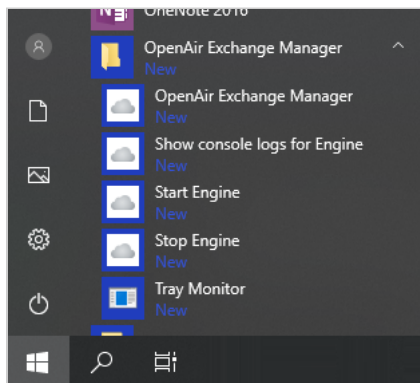 OneNote 2016
OpenAir Exchange Manager
New
OpenAir Exchange Manager
New
Show console logs for Engine
New
Start Engine
New
Stop Engine
New
Tray Monitor
New